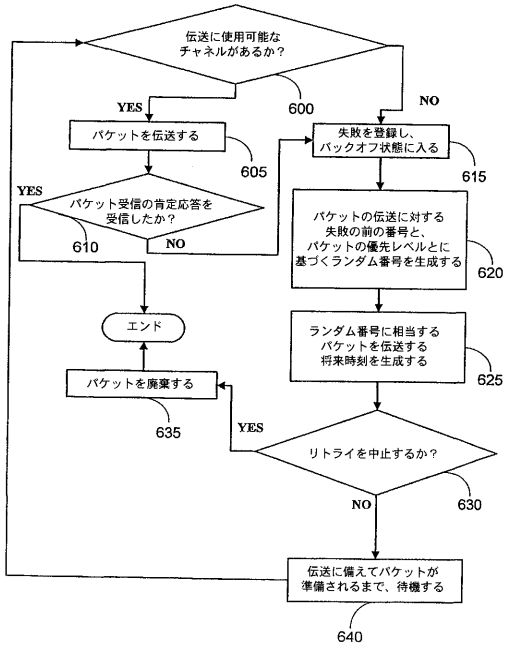 伝送に使用可能な
チャネルがあるか?
600
YES
NO
パケットを伝送する
605
失敗を登録し、
バックオフ状態に入る
615
YES
パケット受信の肯定応答を
受信したか?
610
NO
パケットの伝送に対する
失敗の前の番号と、
パケットの優先レベルとに
基づくランダム番号を生成する
620
エンド
ランダム番号に相当する
パケットを伝送する
将来時刻を生成する
625
パケットを廃棄する
635
YES
リトライを中止するか?
630
NO
伝送に備えてパケットが
準備されるまで、待機する
640